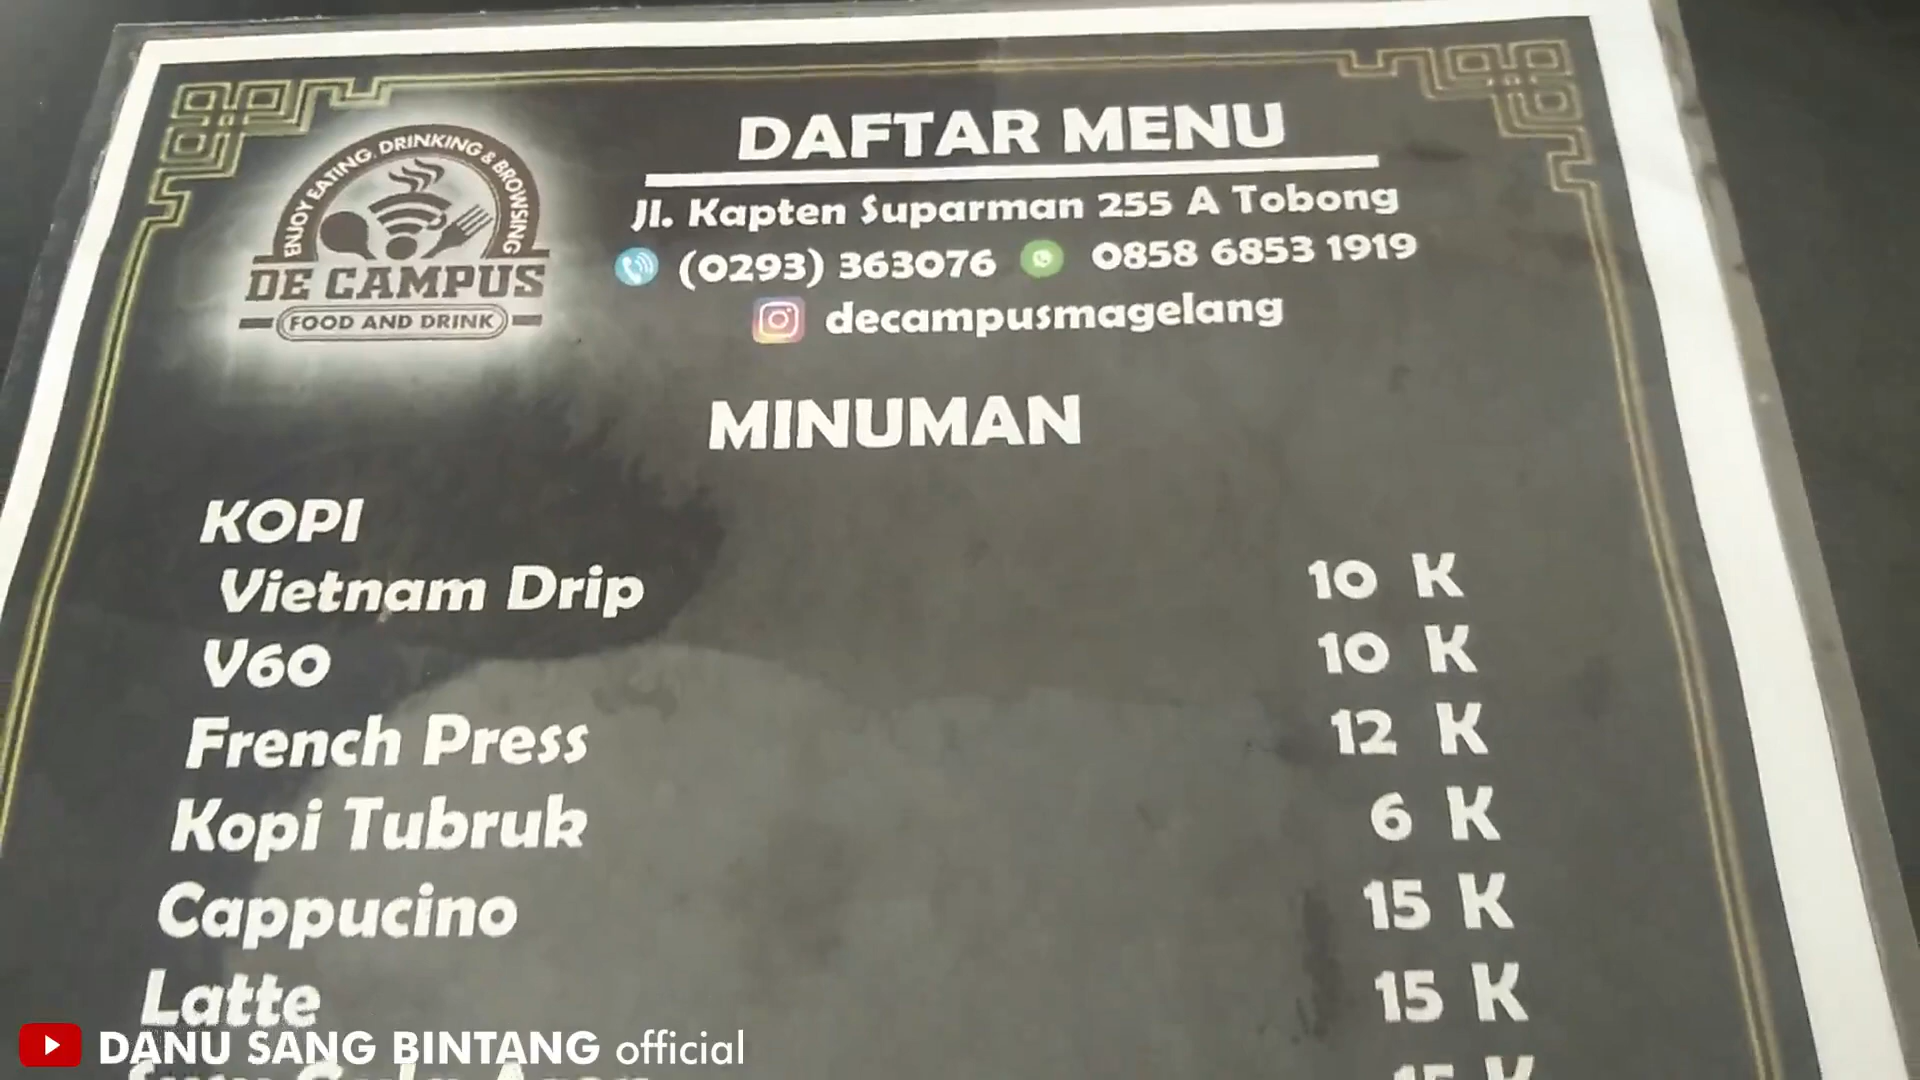 ENJOY EATING, DRINKING & BROWSING
DE CAMPUS
FOOD AND DRINK
DAFTAR MENU
Jl. Kapten Suparman 255 A Tobong
(0293) 363076 0858 6853 1919
decampusmagelang
MINUMAN
KOPI
Vietnam Drip 10 K
V60 10 K
French Press 12 K
Kopi Tubruk 6 K
Cappucino 15 K
Latte 15 K
DANU SANG BINTANG official
15 K